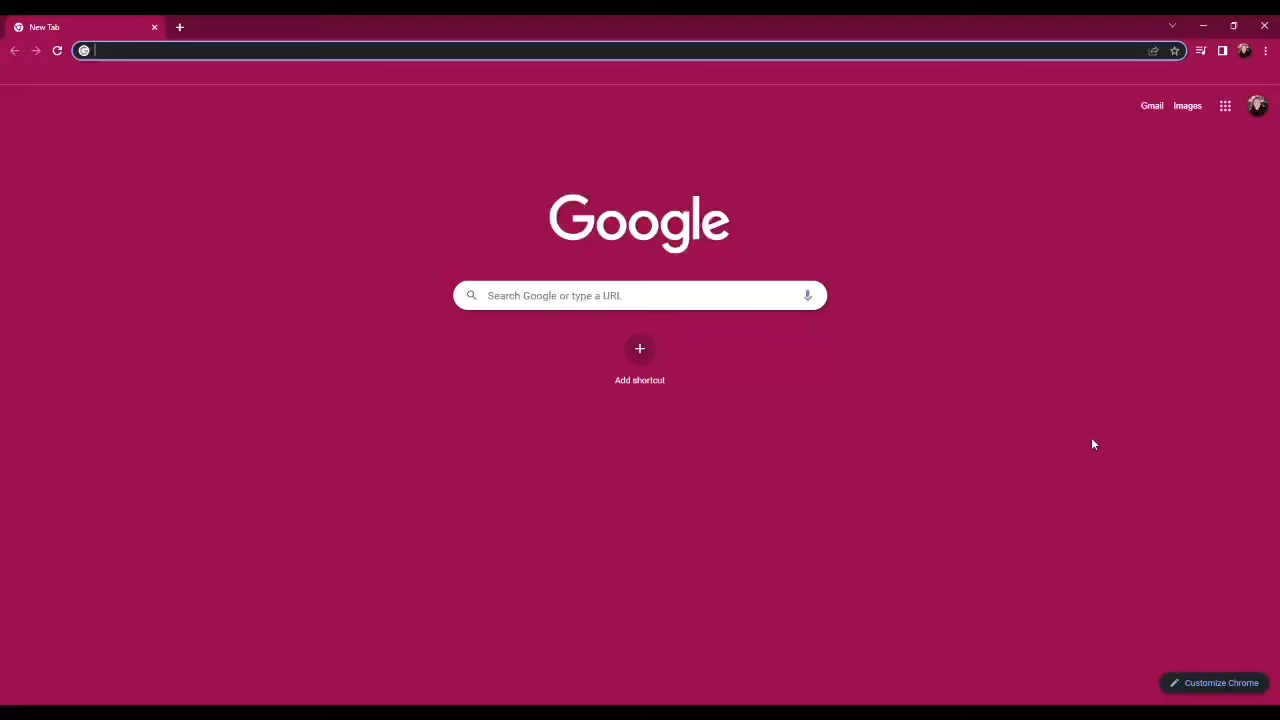 New Tab
Gmail Images
Google
Search Google or type a URL
Add shortcut
Customize Chrome